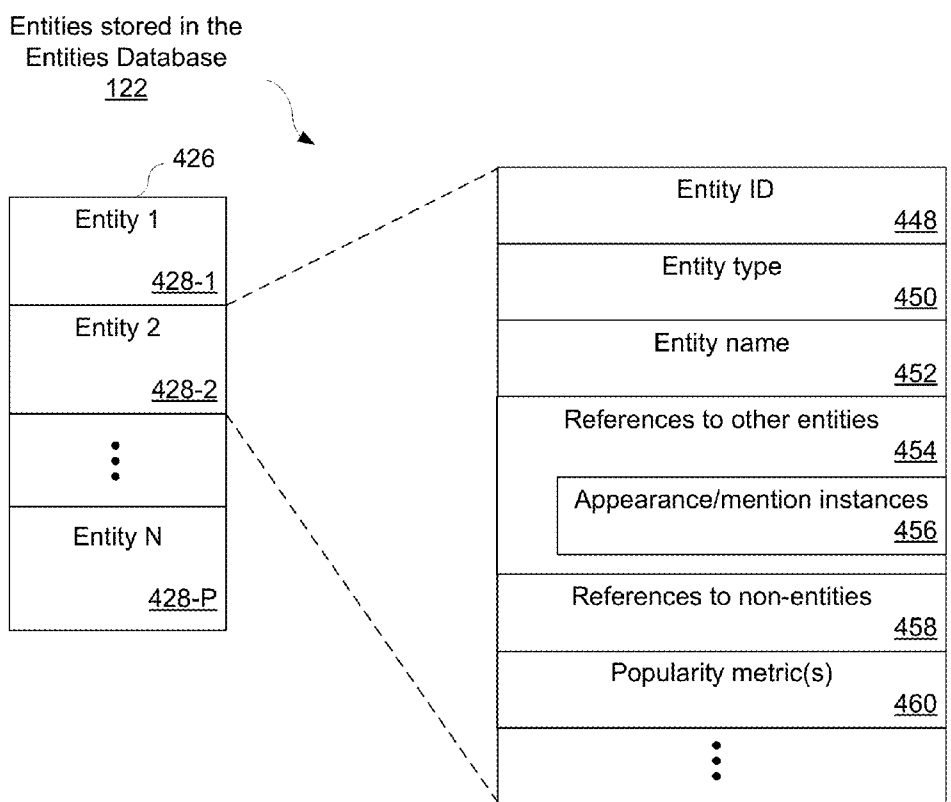 Entities stored in the
Entities Database
122
426
Entity 1
428-1
Entity 2
428-2
Entity N
428-P
Entity ID
448
Entity type
450
Entity name
452
References to other entities
454
Appearance/mention instances
456
References to non-entities
458
Popularity metric(s)
460